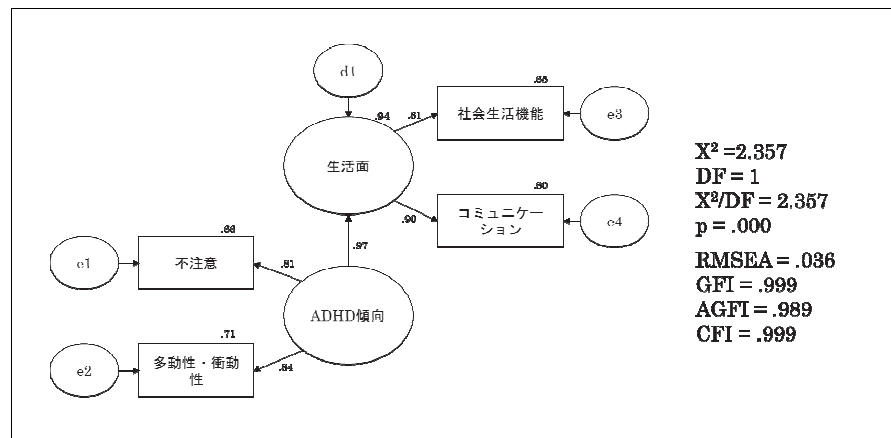 d1
.65
.94
.81
社会生活機能
e3
生活面
.80
.90
コミュニケー
ション
e4
.97
.66
e1
不注意
.81
ADHD傾向
.71
e2
多動性・衝動
性
.84
X² =2.357
DF = 1
X²/DF = 2.357
p = .000
RMSEA = .036
GFI = .999
AGFI = .989
CFI = .999